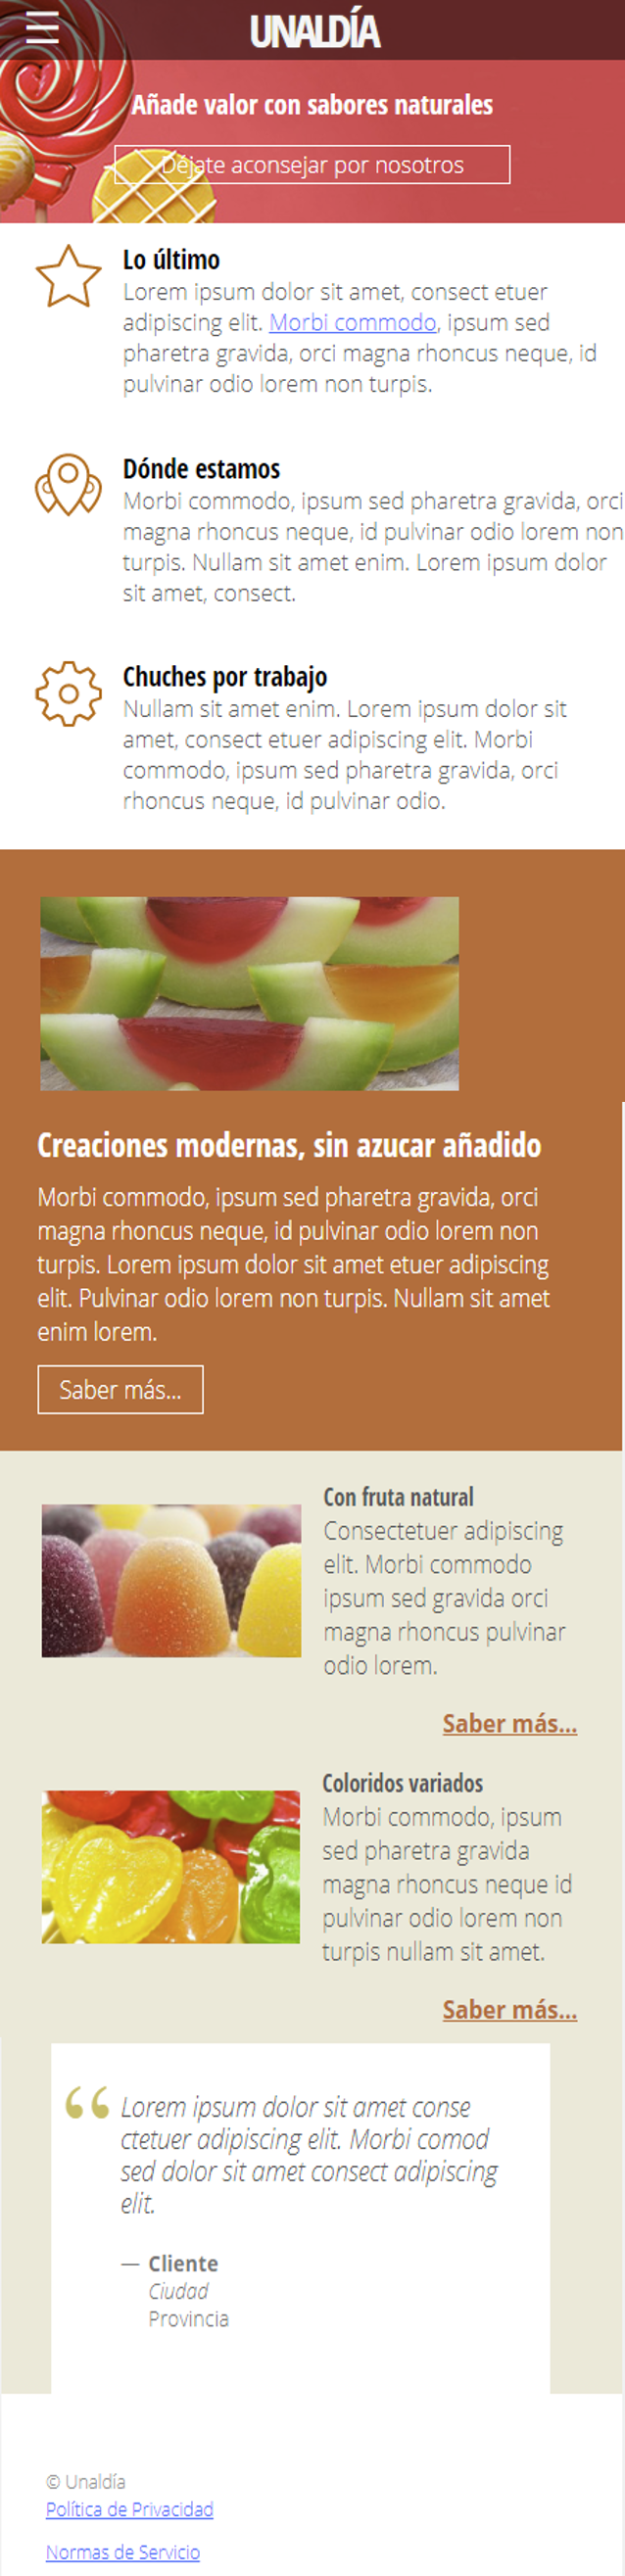 UNALDÍA
Añade valor con sabores naturales
Déjate aconsejar por nosotros
Lo último
Lorem ipsum dolor sit amet, consect etuer
adipiscing elit. Morbi commodo, ipsum sed
pharetra gravida, orci magna rhoncus neque, id
pulvinar odio lorem non turpis.
Dónde estamos
Morbi commodo, ipsum sed pharetra gravida, orci
magna rhoncus neque, id pulvinar odio lorem non
turpis. Nullam sit amet enim. Lorem ipsum dolor
sit amet, consect.
Chuches por trabajo
Nullam sit amet enim. Lorem ipsum dolor sit
amet, consect etuer adipiscing elit. Morbi
commodo, ipsum sed pharetra gravida, orci
rhoncus neque, id pulvinar odio.
Creaciones modernas, sin azucar añadido
Morbi commodo, ipsum sed pharetra gravida, orci
magna rhoncus neque, id pulvinar odio lorem non
turpis. Lorem ipsum dolor sit amet etuer adipiscing
elit. Pulvinar odio lorem non turpis. Nullam sit amet
enim lorem.
Saber más...
Con fruta natural
Consectetuer adipiscing
elit. Morbi commodo
ipsum sed gravida orci
magna rhoncus pulvinar
odio lorem.
Saber más...
Coloridos variados
Morbi commodo, ipsum
sed pharetra gravida
magna rhoncus neque id
pulvinar odio lorem non
turpis nullam sit amet.
Saber más...
“ Lorem ipsum dolor sit amet conse
ctetuer adipiscing elit. Morbi comod
sed dolor sit amet consect adipiscing
elit.
— Cliente
Ciudad
Provincia
© Unaldía
Política de Privacidad
Normas de Servicio